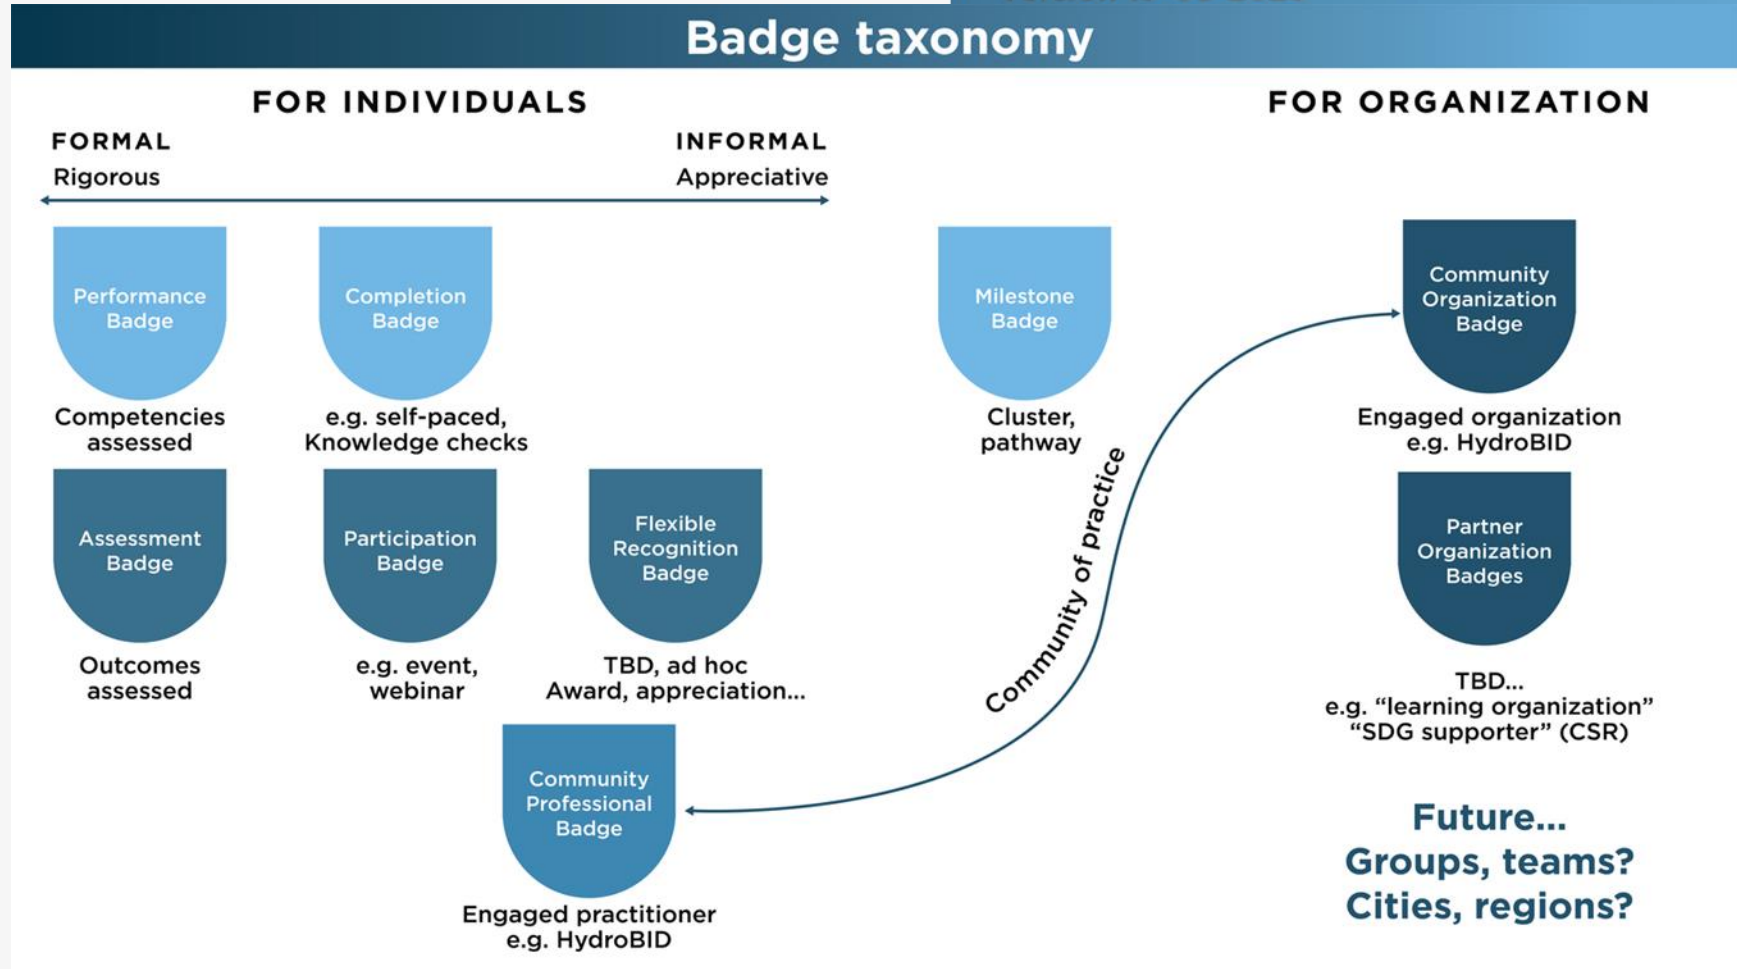 Badge taxonomy
FOR INDIVIDUALS
FOR ORGANIZATION
FORMAL
Rigorous
INFORMAL
Appreciative
Performance
Badge
Competencies
assessed
Completion
Badge
e.g. self-paced,
Knowledge checks
Milestone
Badge
Cluster,
pathway
Community
Organization
Badge
Engaged organization
e.g. HydroBID
Assessment
Badge
Outcomes
assessed
Participation
Badge
e.g. event,
webinar
Flexible
Recognition
Badge
TBD, ad hoc
Award, appreciation...
Community of practice
Partner
Organization
Badges
TBD...
e.g. “learning organization”
“SDG supporter” (CSR)
Community
Professional
Badge
Engaged practitioner
e.g. HydroBID
Future...
Groups, teams?
Cities, regions?